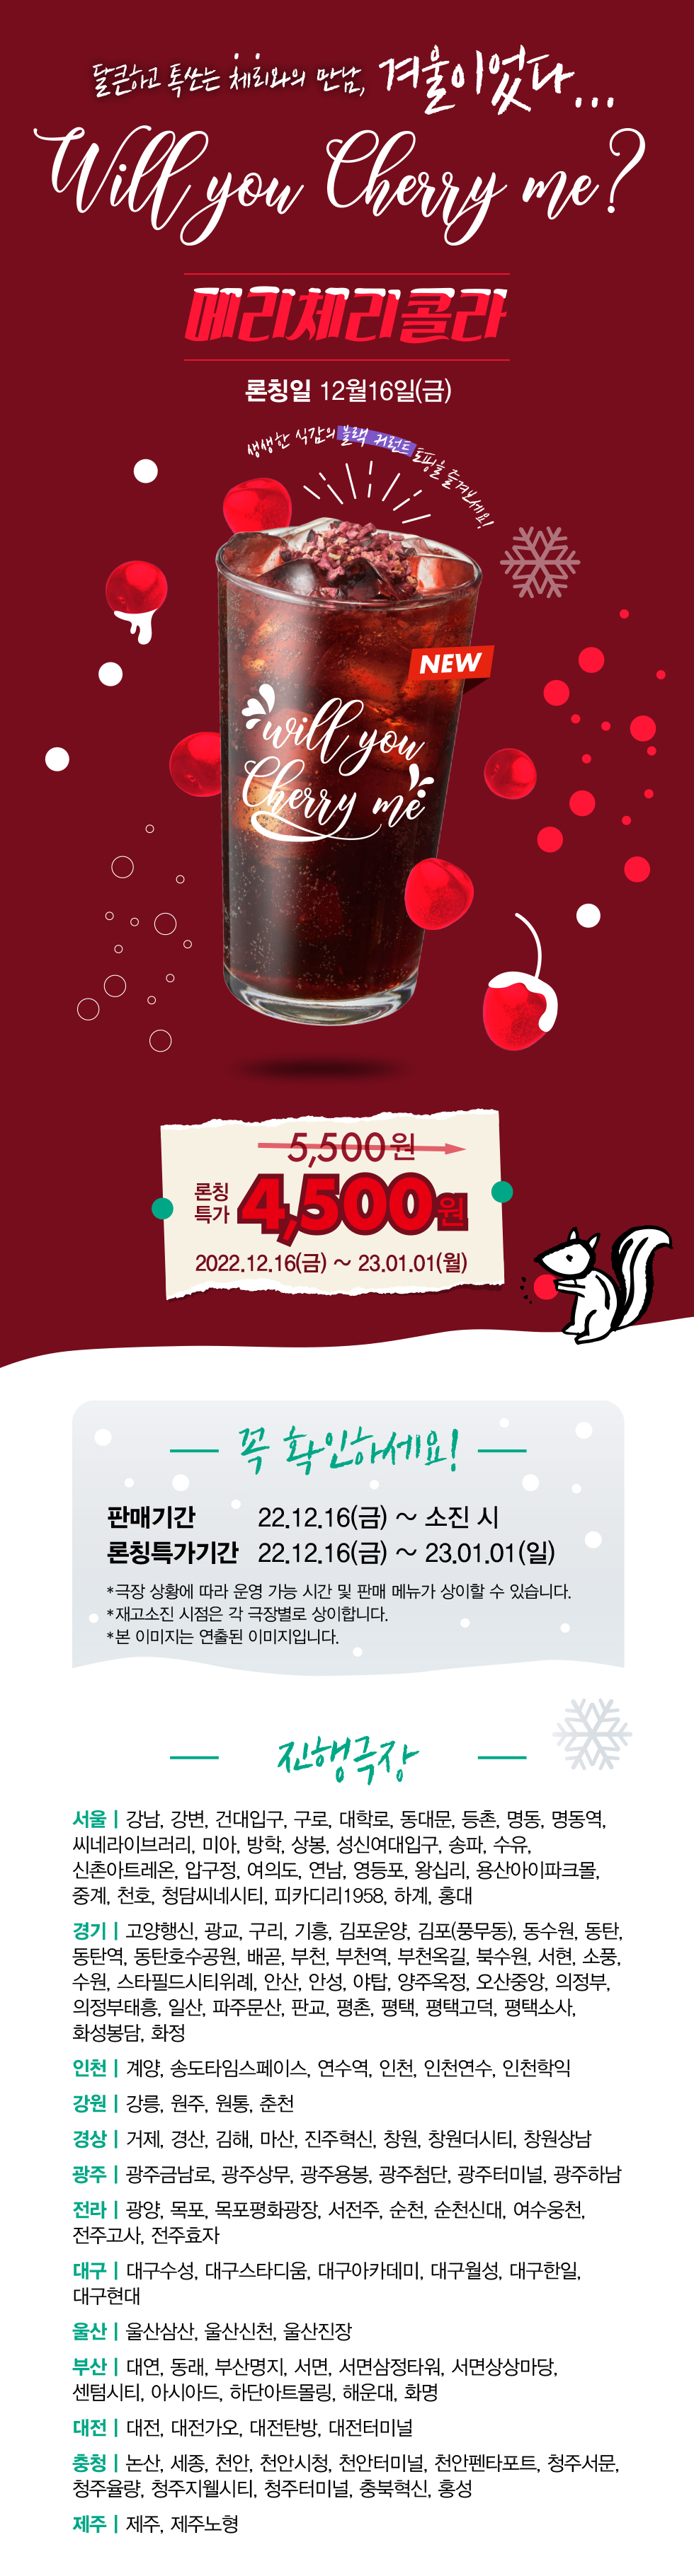 달큰하고 톡쏘는 체리와의 만남, 겨울이었다...
Will you Cherry me?
메리체리콜라
론칭일 12월16일(금)
생생한 식감의 블랙 커런트 토핑을 즐겨보세요!
NEW
will you
Cherry me
5,500원
론칭
특가 4,500원
2022.12.16(금) ~ 23.01.01(월)
꼭 확인하세요!
판매기간 22.12.16(금) ~ 소진 시
론칭특가기간 22.12.16(금) ~ 23.01.01(일)
*극장 상황에 따라 운영 가능 시간 및 판매 메뉴가 상이할 수 있습니다.
*재고소진 시점은 각 극장별로 상이합니다.
*본 이미지는 연출된 이미지입니다.
진행극장
서울 | 강남, 강변, 건대입구, 구로, 대학로, 동대문, 등촌, 명동, 명동역,
씨네라이브러리, 미아, 방학, 상봉, 성신여대입구, 송파, 수유,
신촌아트레온, 압구정, 여의도, 연남, 영등포, 왕십리, 용산아이파크몰,
중계, 천호, 청담씨네시티, 피카디리1958, 하계, 홍대
경기 | 고양행신, 광교, 구리, 기흥, 김포운양, 김포(풍무동), 동수원, 동탄,
동탄역, 동탄호수공원, 배곧, 부천, 부천역, 부천옥길, 북수원, 서현, 소풍,
수원, 스타필드시티위례, 안산, 안성, 야탑, 양주옥정, 오산중앙, 의정부,
의정부태흥, 일산, 파주문산, 판교, 평촌, 평택, 평택고덕, 평택소사,
화성봉담, 화정
인천 | 계양, 송도타임스페이스, 연수역, 인천, 인천연수, 인천학익
강원 | 강릉, 원주, 원통, 춘천
경상 | 거제, 경산, 김해, 마산, 진주혁신, 창원, 창원더시티, 창원상남
광주 | 광주금남로, 광주상무, 광주용봉, 광주첨단, 광주터미널, 광주하남
전라 | 광양, 목포, 목포평화광장, 서전주, 순천, 순천신대, 여수웅천,
전주고사, 전주효자
대구 | 대구수성, 대구스타디움, 대구아카데미, 대구월성, 대구한일,
대구현대
울산 | 울산삼산, 울산신천, 울산진장
부산 | 대연, 동래, 부산명지, 서면, 서면삼정타워, 서면상상마당,
센텀시티, 아시아드, 하단아트몰링, 해운대, 화명
대전 | 대전, 대전가오, 대전탄방, 대전터미널
충청 | 논산, 세종, 천안, 천안시청, 천안터미널, 천안펜타포트, 청주서문,
청주율량, 청주지웰시티, 청주터미널, 충북혁신, 홍성
제주 | 제주, 제주노형